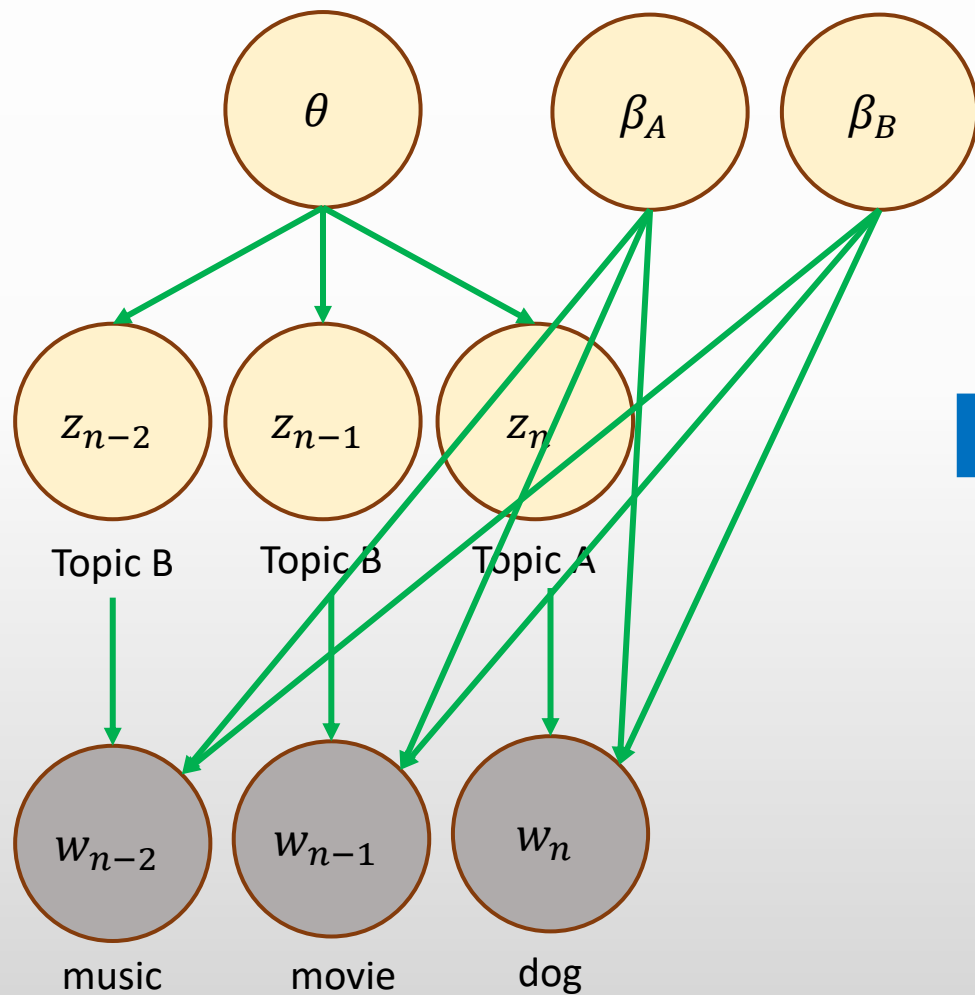 θ β_A β_B
z_{n−2} z_{n−1} z_n
Topic B Topic B Topic A
w_{n−2} w_{n−1} w_n
music movie dog